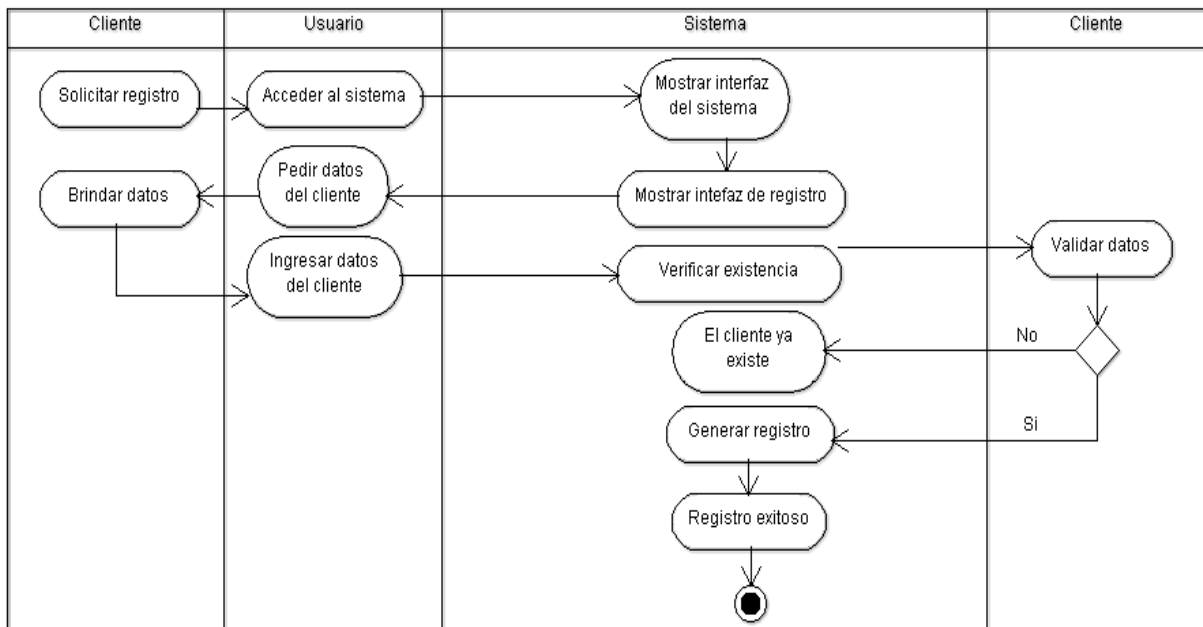 Cliente
Usuario
Sistema
Cliente
Solicitar registro
Acceder al sistema
Mostrar interfaz
del sistema
Brindar datos
Pedir datos
del cliente
Mostrar intefaz de registro
Ingresar datos
del cliente
Verificar existencia
Validar datos
El cliente ya
existe
No
Generar registro
Si
Registro exitoso